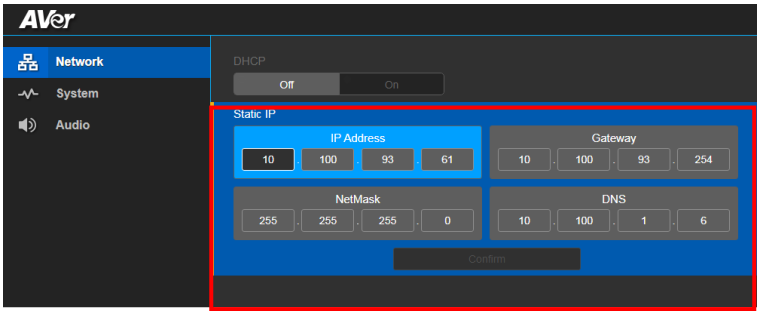 AVer
Network
System
Audio
DHCP
Off On
Static IP
IP Address Gateway
10 . 100 . 93 . 61 10 . 100 . 93 . 254
NetMask DNS
255 . 255 . 255 . 0 10 . 100 . 1 . 6
Confirm